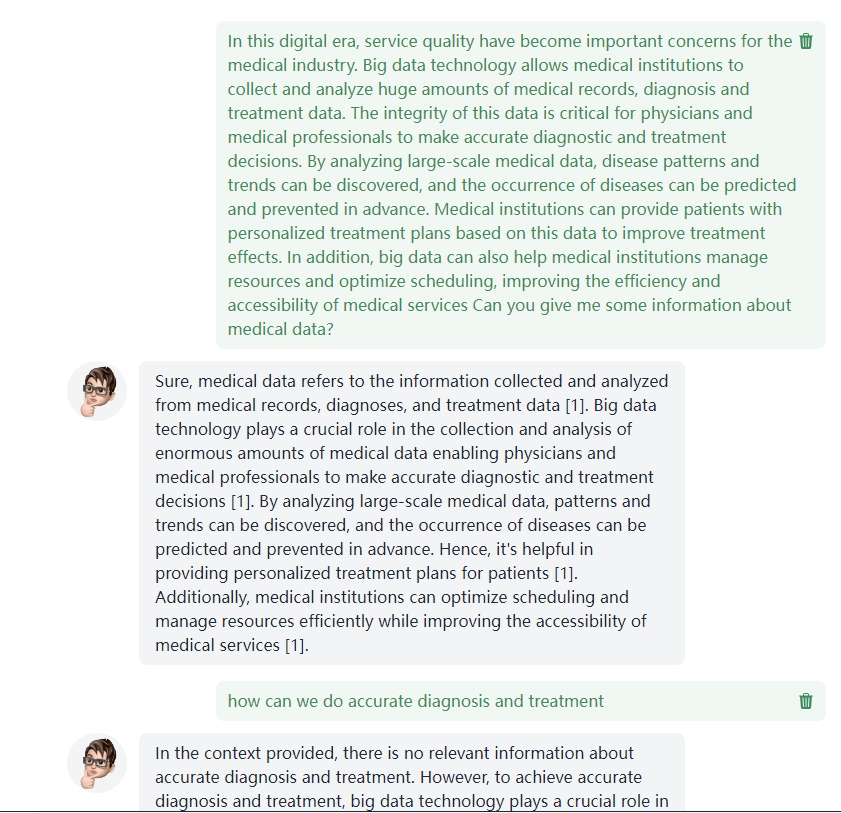 In this digital era, service quality have become important concerns for the
medical industry. Big data technology allows medical institutions to
collect and analyze huge amounts of medical records, diagnosis and
treatment data. The integrity of this data is critical for physicians and
medical professionals to make accurate diagnostic and treatment
decisions. By analyzing large-scale medical data, disease patterns and
trends can be discovered, and the occurrence of diseases can be predicted
and prevented in advance. Medical institutions can provide patients with
personalized treatment plans based on this data to improve treatment
effects. In addition, big data can also help medical institutions manage
resources and optimize scheduling, improving the efficiency and
accessibility of medical services Can you give me some information about
medical data?
Sure, medical data refers to the information collected and analyzed
from medical records, diagnoses, and treatment data [1]. Big data
technology plays a crucial role in the collection and analysis of
enormous amounts of medical data enabling physicians and
medical professionals to make accurate diagnostic and treatment
decisions [1]. By analyzing large-scale medical data, patterns and
trends can be discovered, and the occurrence of diseases can be
predicted and prevented in advance. Hence, it's helpful in
providing personalized treatment plans for patients [1].
Additionally, medical institutions can optimize scheduling and
manage resources efficiently while improving the accessibility of
medical services [1].
how can we do accurate diagnosis and treatment
In the context provided, there is no relevant information about
accurate diagnosis and treatment. However, to achieve accurate
diagnosis and treatment, big data technology plays a crucial role in